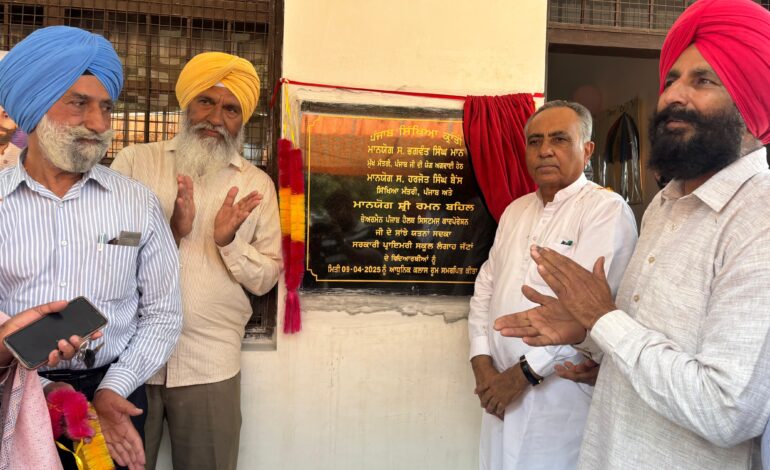 ਪੰਜਾਬ ਸਿੱਖਿਆ ਕ੍ਰਾਂਤੀ
ਮਾਨਯੋਗ ਸ. ਭਗਵੰਤ ਸਿੰਘ ਮਾਨ
ਮੁੱਖ ਮੰਤਰੀ, ਪੰਜਾਬ ਦੀ ਯੋਗ ਅਗਵਾਈ ਹੇਠ
ਮਾਨਯੋਗ ਸ. ਹਰਜੋਤ ਸਿੰਘ ਬੈਂਸ
ਸਿੱਖਿਆ ਮੰਤਰੀ, ਪੰਜਾਬ ਅਤੇ
ਮਾਨਯੋਗ ਸ਼੍ਰੀ ਰਮਨ ਬਹਿਲ
ਚੇਅਰਮੈਨ ਪੰਜਾਬ ਹੈਲਥ ਸਿਸਟਮਜ਼ ਕਾਰਪੋਰੇਸ਼ਨ
ਜੀ ਦੇ ਸਾਂਝੇ ਯਤਨਾਂ ਸਦਕਾ
ਸਰਕਾਰੀ ਪ੍ਰਾਇਮਰੀ ਸਕੂਲ ਲੰਗਾਹ ਜੱਟਾਂ
ਦੇ ਵਿਦਿਆਰਥੀਆਂ ਨੂੰ
ਮਿਤੀ 09-04-2025 ਨੂੰ ਆਧੁਨਿਕ ਕਲਾਸ ਰੂਮ ਸਮਰਪਿਤ ਕੀਤਾ